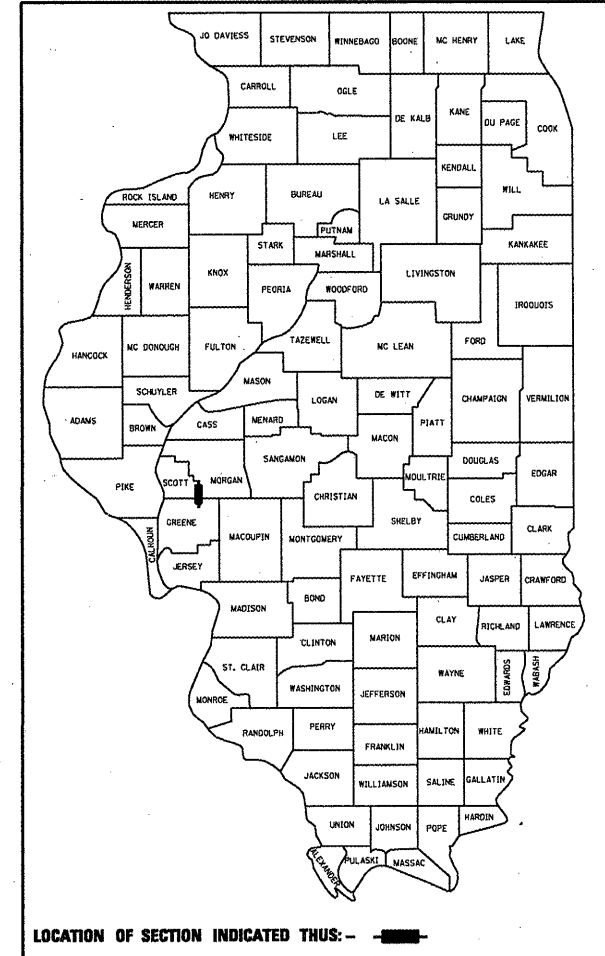 JO DAVIESS STEVENSON WINNEBAGO BOONE MC HENRY LAKE
CARROLL OGLE DE KALB KANE DU PAGE COOK
WHITESIDE LEE
KENDALL WILL
ROCK ISLAND HENRY BUREAU LA SALLE GRUNDY
MERCER PUTNAM
STARK MARSHALL KANKAKEE
HENDERSON WARREN KNOX PEORIA WOODFORD LIVINGSTON IROQUOIS
HANCOCK MC DONOUGH FULTON TAZEWELL MC LEAN FORD
MASON
SCHUYLER LOGAN DE WITT CHAMPAIGN VERMILION
ADAMS BROWN CASS MENARD MACON PIATT
SANGAMON DOUGLAS
PIKE SCOTT MORGAN CHRISTIAN MOULTRIE COLES EDGAR
GREENE SHELBY
CALHOUN MACOUPIN MONTGOMERY CUMBERLAND CLARK
JERSEY FAYETTE EFFINGHAM JASPER CRAWFORD
MADISON BOND
CLAY RICHLAND LAWRENCE
CLINTON MARION
ST. CLAIR WAYNE EDWARDS WABASH
WASHINGTON JEFFERSON
MONROE
RANDOLPH PERRY HAMILTON WHITE
FRANKLIN
JACKSON WILLIAMSON SALINE GALLATIN
UNION JOHNSON POPE HARDIN
ALEXANDER PULASKI MASSAC
LOCATION OF SECTION INDICATED THUS: –